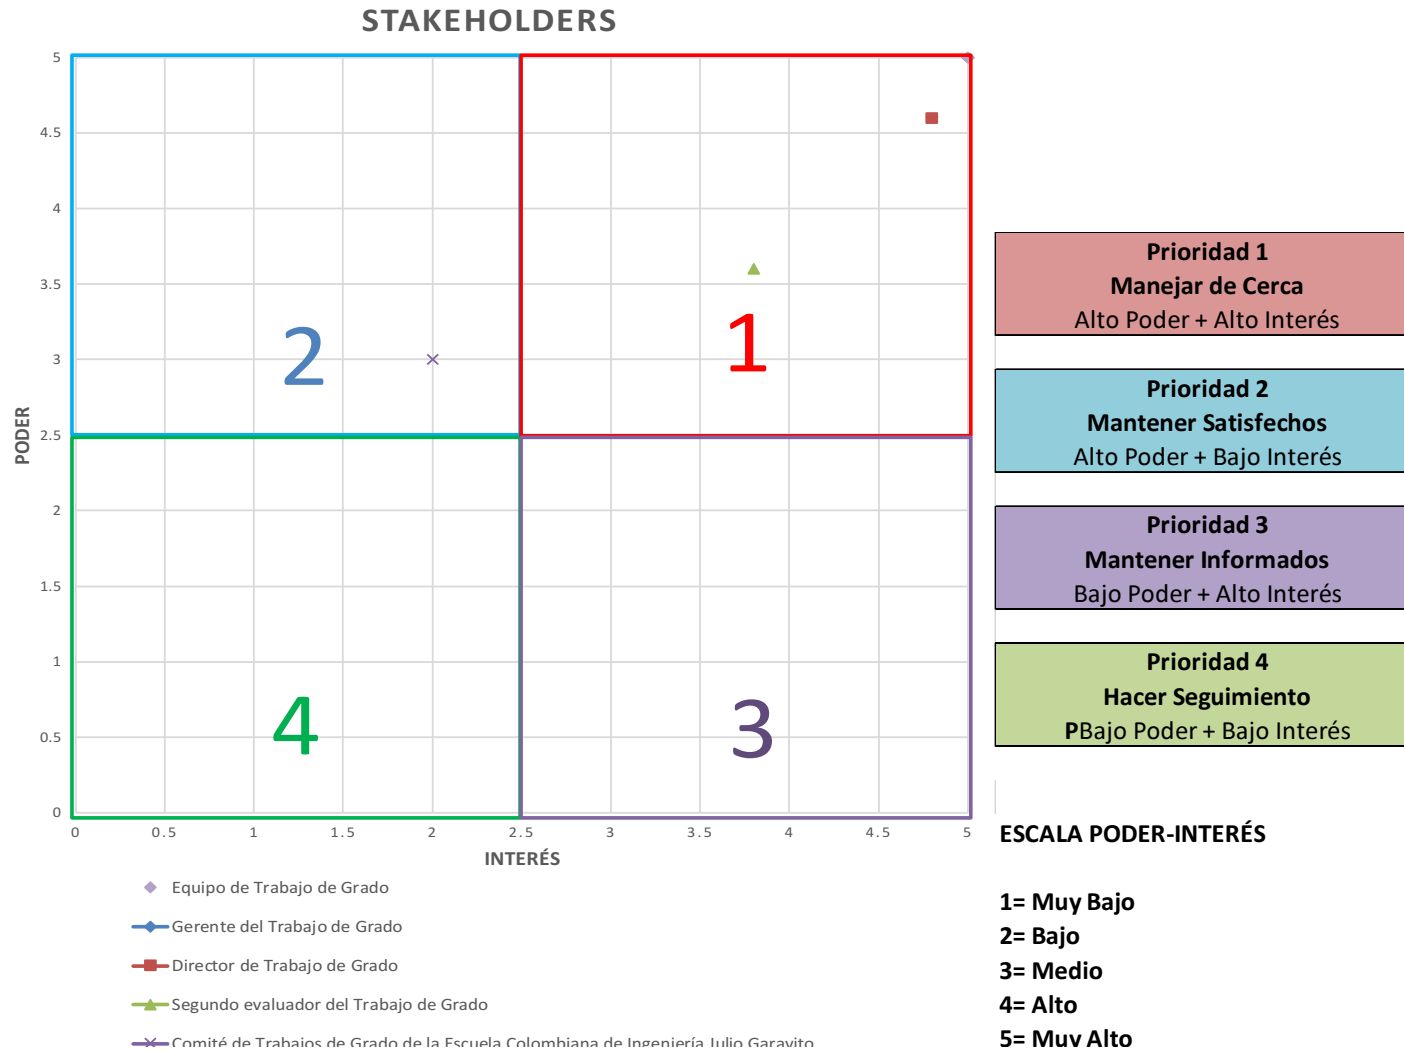 STAKEHOLDERS
5
4.5
4
3.5
3
2.5
2
1.5
1
0.5
0
PODER
2
1
4
3
0 0.5 1 1.5 2 2.5 3 3.5 4 4.5 5
INTERÉS
Equipo de Trabajo de Grado
Gerente del Trabajo de Grado
Director de Trabajo de Grado
Segundo evaluador del Trabajo de Grado
Comité de Trabajos de Grado de la Escuela Colombiana de Ingeniería Julio Garavito
Prioridad 1
Manejar de Cerca
Alto Poder + Alto Interés
Prioridad 2
Mantener Satisfechos
Alto Poder + Bajo Interés
Prioridad 3
Mantener Informados
Bajo Poder + Alto Interés
Prioridad 4
Hacer Seguimiento
PBajo Poder + Bajo Interés
ESCALA PODER-INTERÉS
1= Muy Bajo
2= Bajo
3= Medio
4= Alto
5= Muy Alto